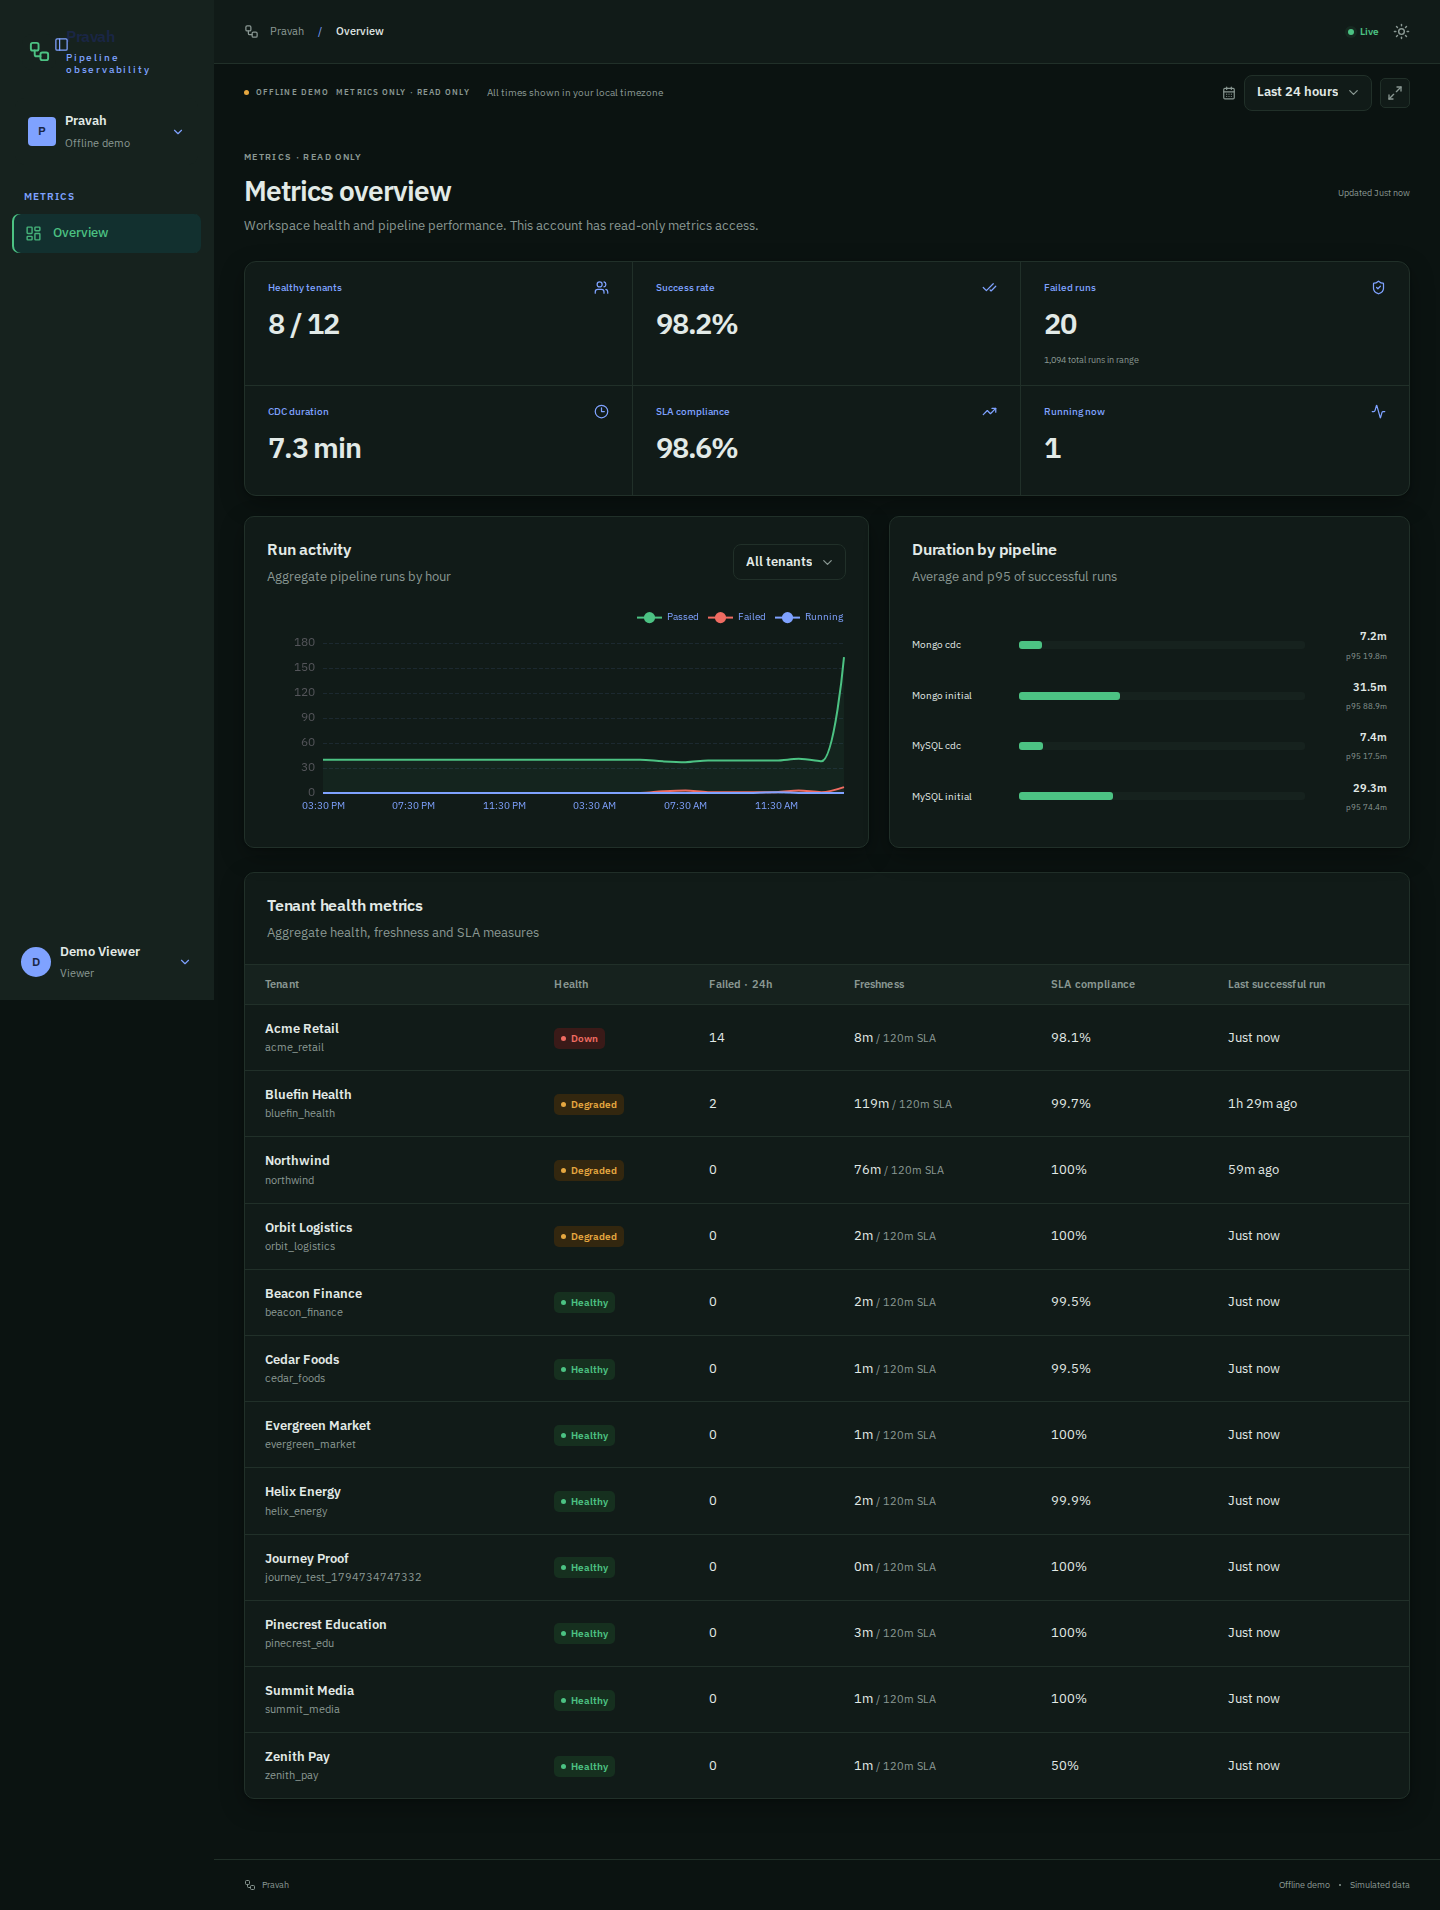 Pravah
Pipeline
observability
P
Pravah
Offline demo
METRICS
Overview
Demo Viewer
D
Viewer
Pravah / Overview
Live
OFFLINE DEMO METRICS ONLY · READ ONLY All times shown in your local timezone
Last 24 hours
METRICS · READ ONLY
Metrics overview
Updated Just now
Workspace health and pipeline performance. This account has read-only metrics access.
Healthy tenants
8 / 12
Success rate
98.2%
Failed runs
20
1,094 total runs in range
CDC duration
7.3 min
SLA compliance
98.6%
Running now
1
Run activity
Aggregate pipeline runs by hour
All tenants
Passed Failed Running
180
150
120
90
60
30
0
03:30 PM 07:30 PM 11:30 PM 03:30 AM 07:30 AM 11:30 AM
Duration by pipeline
Average and p95 of successful runs
Mongo cdc 7.2m
p95 19.8m
Mongo initial 31.5m
p95 88.9m
MySQL cdc 7.4m
p95 17.5m
MySQL initial 29.3m
p95 74.4m
Tenant health metrics
Aggregate health, freshness and SLA measures
Tenant Health Failed · 24h Freshness SLA compliance Last successful run
Acme Retail
acme_retail
Down 14 8m / 120m SLA 98.1% Just now
Bluefin Health
bluefin_health
Degraded 2 119m / 120m SLA 99.7% 1h 29m ago
Northwind
northwind
Degraded 0 76m / 120m SLA 100% 59m ago
Orbit Logistics
orbit_logistics
Degraded 0 2m / 120m SLA 100% Just now
Beacon Finance
beacon_finance
Healthy 0 2m / 120m SLA 99.5% Just now
Cedar Foods
cedar_foods
Healthy 0 1m / 120m SLA 99.5% Just now
Evergreen Market
evergreen_market
Healthy 0 1m / 120m SLA 100% Just now
Helix Energy
helix_energy
Healthy 0 2m / 120m SLA 99.9% Just now
Journey Proof
journey_test_1794734747332
Healthy 0 0m / 120m SLA 100% Just now
Pinecrest Education
pinecrest_edu
Healthy 0 3m / 120m SLA 100% Just now
Summit Media
summit_media
Healthy 0 1m / 120m SLA 100% Just now
Zenith Pay
zenith_pay
Healthy 0 1m / 120m SLA 50% Just now
Pravah
Offline demo · Simulated data